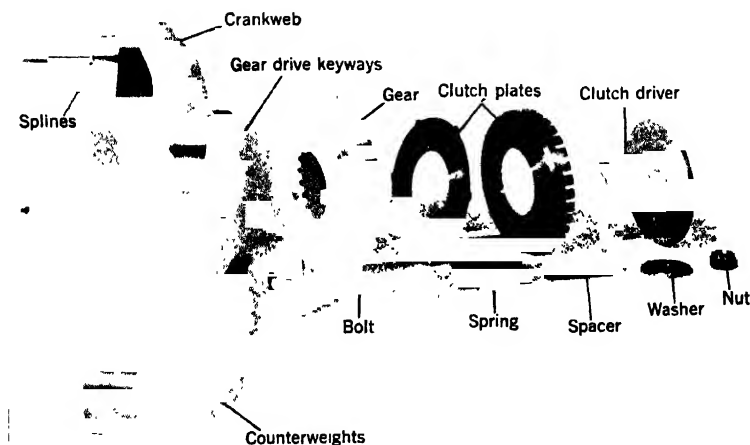 Crankweb
Gear drive keyways
Gear
Clutch plates
Clutch driver
Splines
Bolt
Spring
Spacer
Washer
Nut
Counterweights